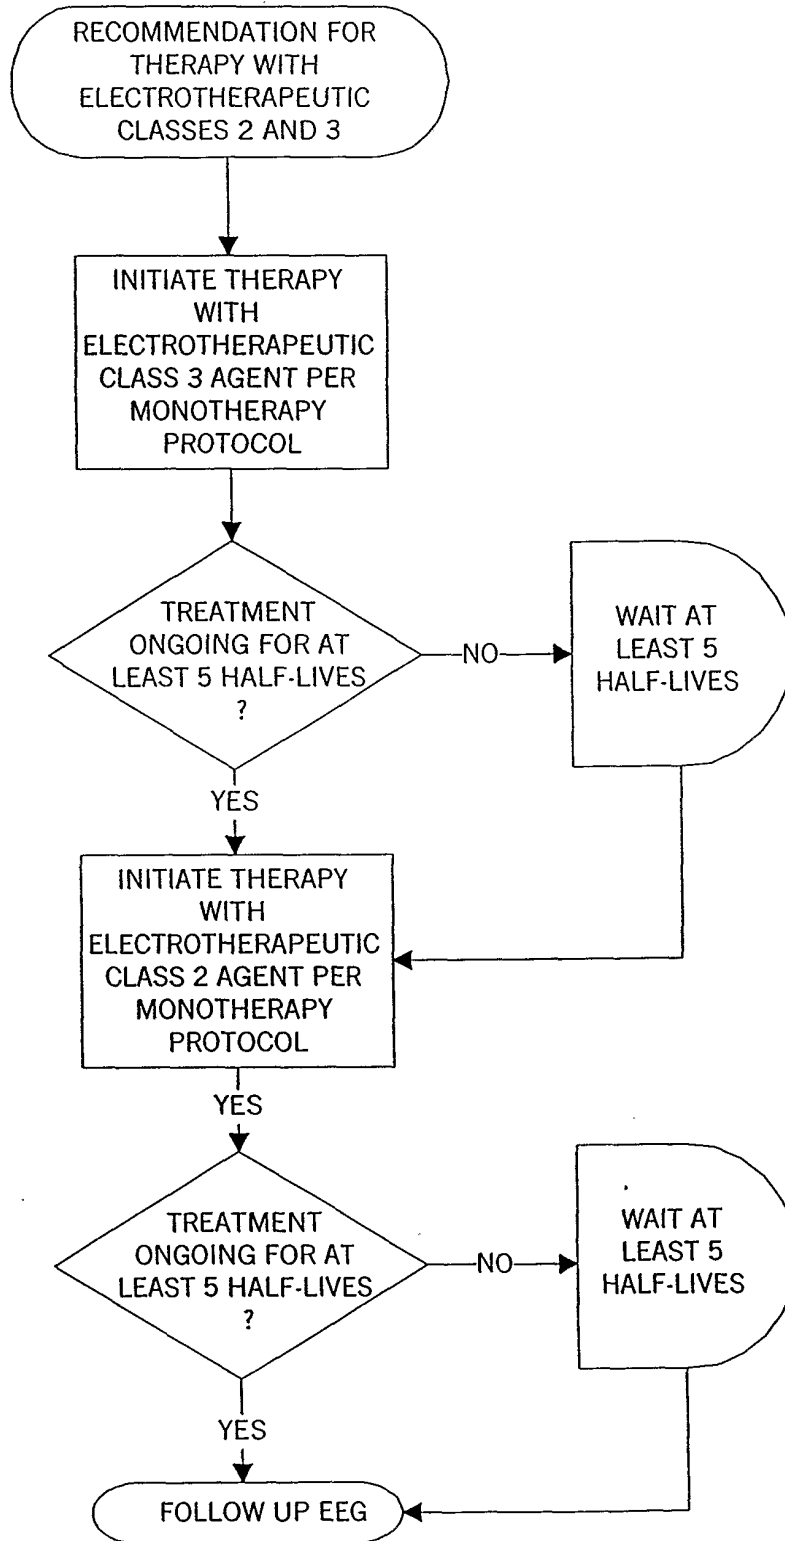 RECOMMENDATION FOR
THERAPY WITH
ELECTROTHERAPEUTIC
CLASSES 2 AND 3
INITIATE THERAPY
WITH
ELECTROTHERAPEUTIC
CLASS 3 AGENT PER
MONOTHERAPY
PROTOCOL
TREATMENT
ONGOING FOR AT
LEAST 5 HALF-LIVES
?
NO
WAIT AT
LEAST 5
HALF-LIVES
YES
INITIATE THERAPY
WITH
ELECTROTHERAPEUTIC
CLASS 2 AGENT PER
MONOTHERAPY
PROTOCOL
YES
TREATMENT
ONGOING FOR AT
LEAST 5 HALF-LIVES
?
NO
WAIT AT
LEAST 5
HALF-LIVES
YES
FOLLOW UP EEG